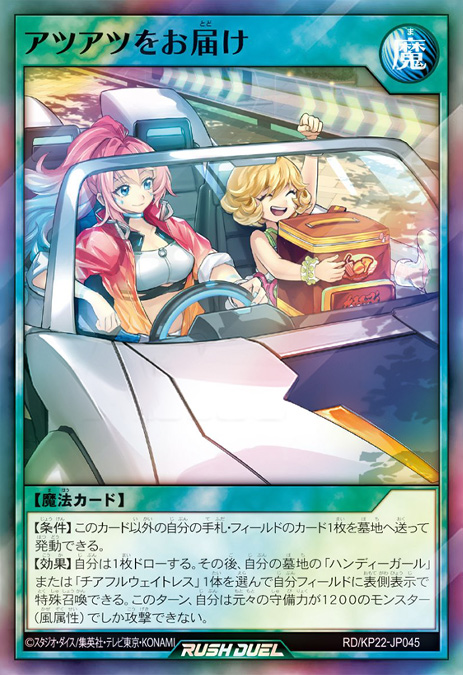 アツアツをお届け
魔
【魔法カード】
【条件】このカード以外の自分の手札・フィールドのカード1枚を墓地へ送って
発動できる。
【効果】自分は1枚ドローする。その後、自分の墓地の「ハンディーガール」
または「チアフルウェイトレス」1体を選んで自分フィールドに表側表示で
特殊召喚できる。このターン、自分は元々の守備力が1200のモンスター
(風属性)でしか攻撃できない。
©スタジオ・ダイス/集英社・テレビ東京・KONAMI
RUSH DUEL
RD/KP22-JP045